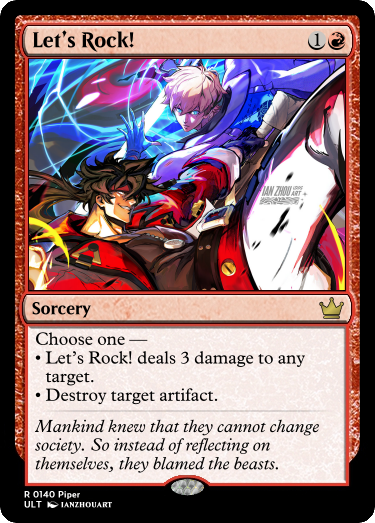 Let's Rock!
1
IAN ZHOU
ART
Sorcery
Choose one —
• Let's Rock! deals 3 damage to any
target.
• Destroy target artifact.
Mankind knew that they cannot change
society. So instead of reflecting on
themselves, they blamed the beasts.
R 0140 Piper
ULT IANZHOUART